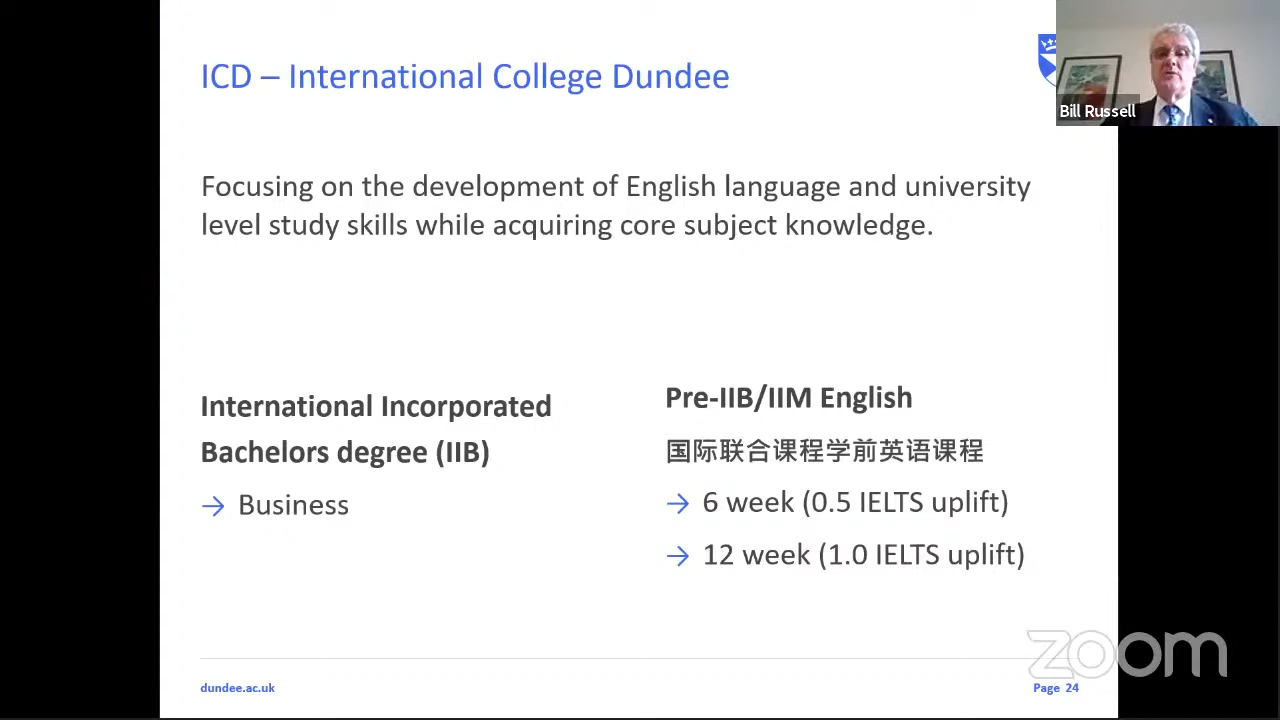 ICD – International College Dundee
Bill Russell
Focusing on the development of English language and university
level study skills while acquiring core subject knowledge.
International Incorporated
Bachelors degree (IIB)
→ Business
Pre-IIB/IIM English
国际联合课程学前英语课程
→ 6 week (0.5 IELTS uplift)
→ 12 week (1.0 IELTS uplift)
zoom
dundee.ac.uk
Page 24